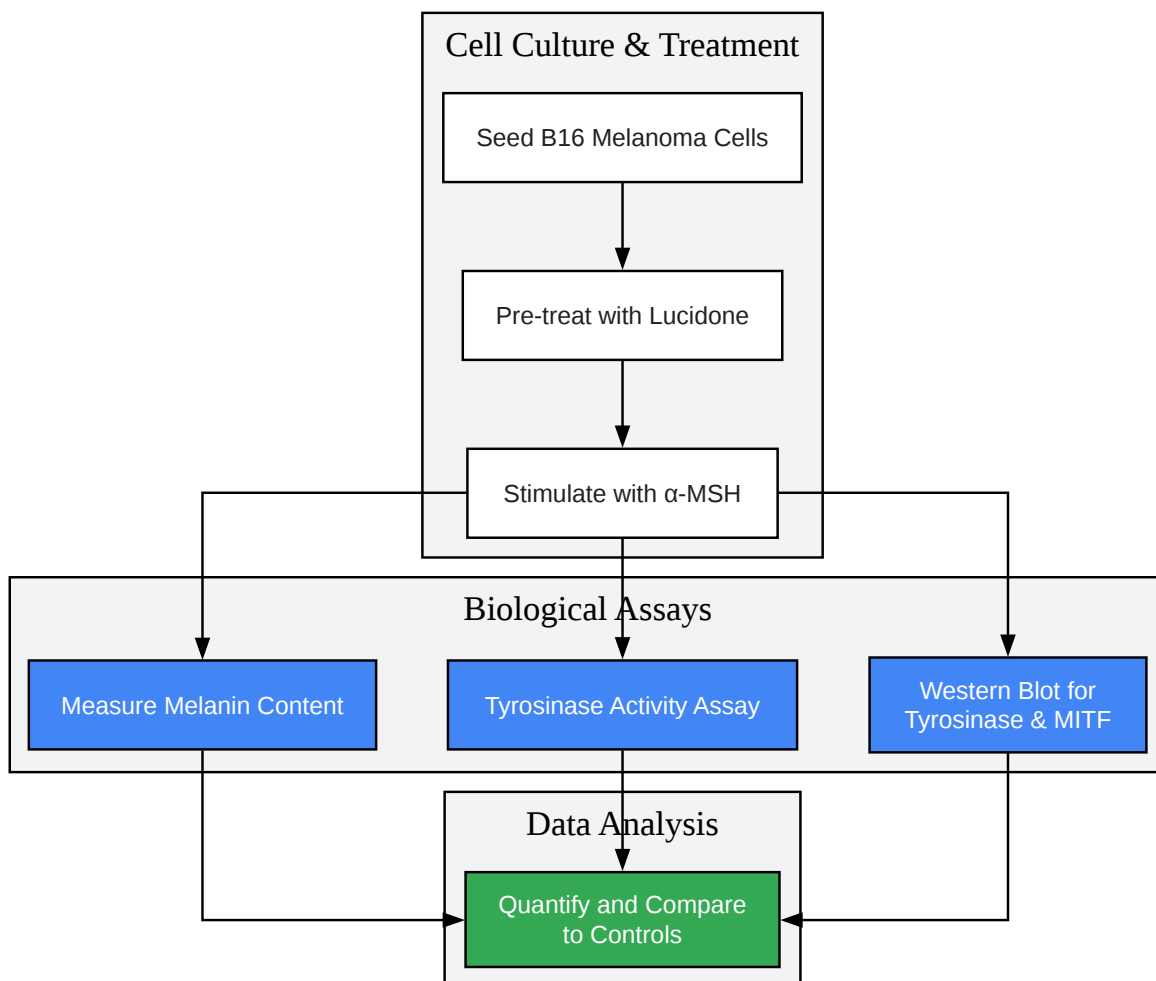 Cell Culture & Treatment
Seed B16 Melanoma Cells
Pre-treat with Lucidone
Stimulate with α-MSH
Biological Assays
Measure Melanin Content
Tyrosinase Activity Assay
Western Blot for
Tyrosinase & MITF
Data Analysis
Quantify and Compare
to Controls